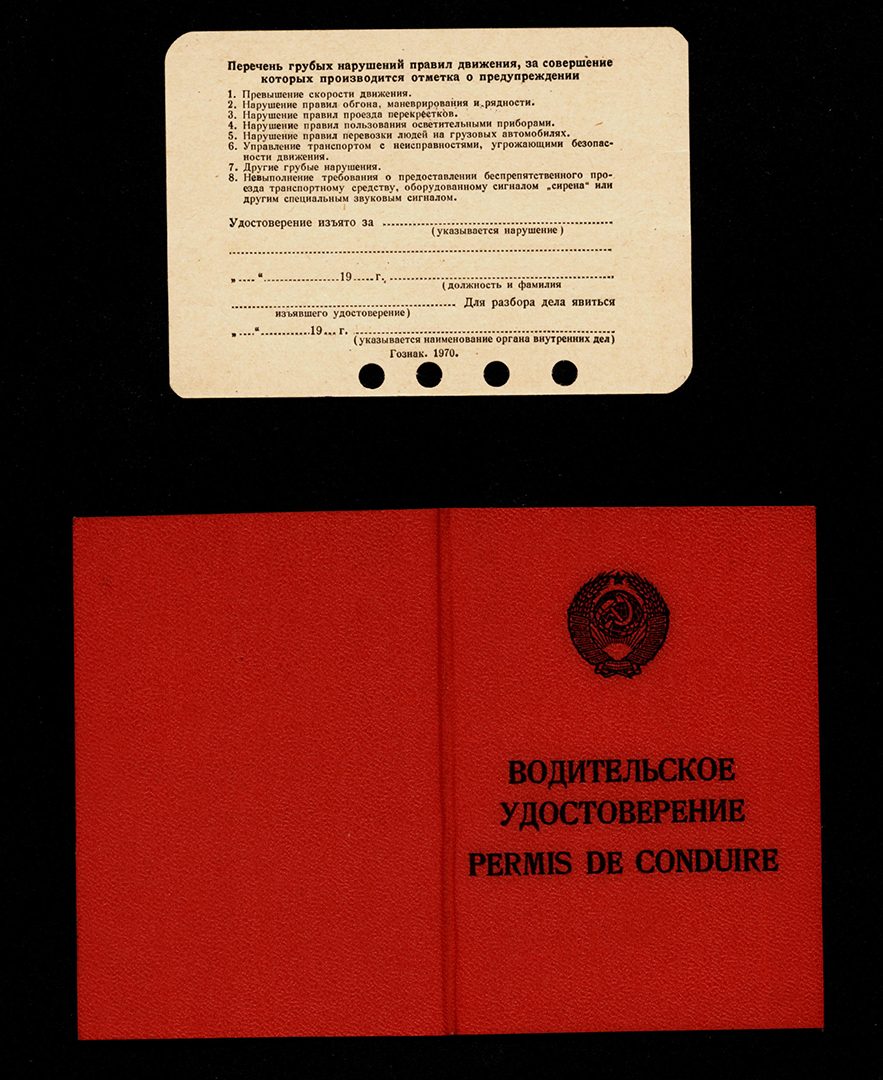 Перечень грубых нарушений правил движения, за совершение
которых производится отметка о предупреждении
1. Превышение скорости движения.
2. Нарушение правил обгона, маневрирования и рядности.
3. Нарушение правил проезда перекрёстков.
4. Нарушение правил пользования осветительными приборами.
5. Нарушение правил перевозки людей на грузовых автомобилях.
6. Управление транспортом с неисправностями, угрожающими безопас-
ности движения.
7. Другие грубые нарушения.
8. Невыполнение требования о предоставлении беспрепятственного про-
езда транспортному средству, оборудованному сигналом „сирена“ или
другим специальным звуковым сигналом.
Удостоверение изъято за ........................................
(указывается нарушение)
................................................................................
„.....“....................19.....г. ........................................
(должность и фамилия
........................................ Для разбора дела явиться
изъявшего удостоверение)
„.....“.............19....г. ........................................
(указывается наименование органа внутренних дел)
Гознак. 1970.
ВОДИТЕЛЬСКОЕ
УДОСТОВЕРЕНИЕ
PERMIS DE CONDUIRE